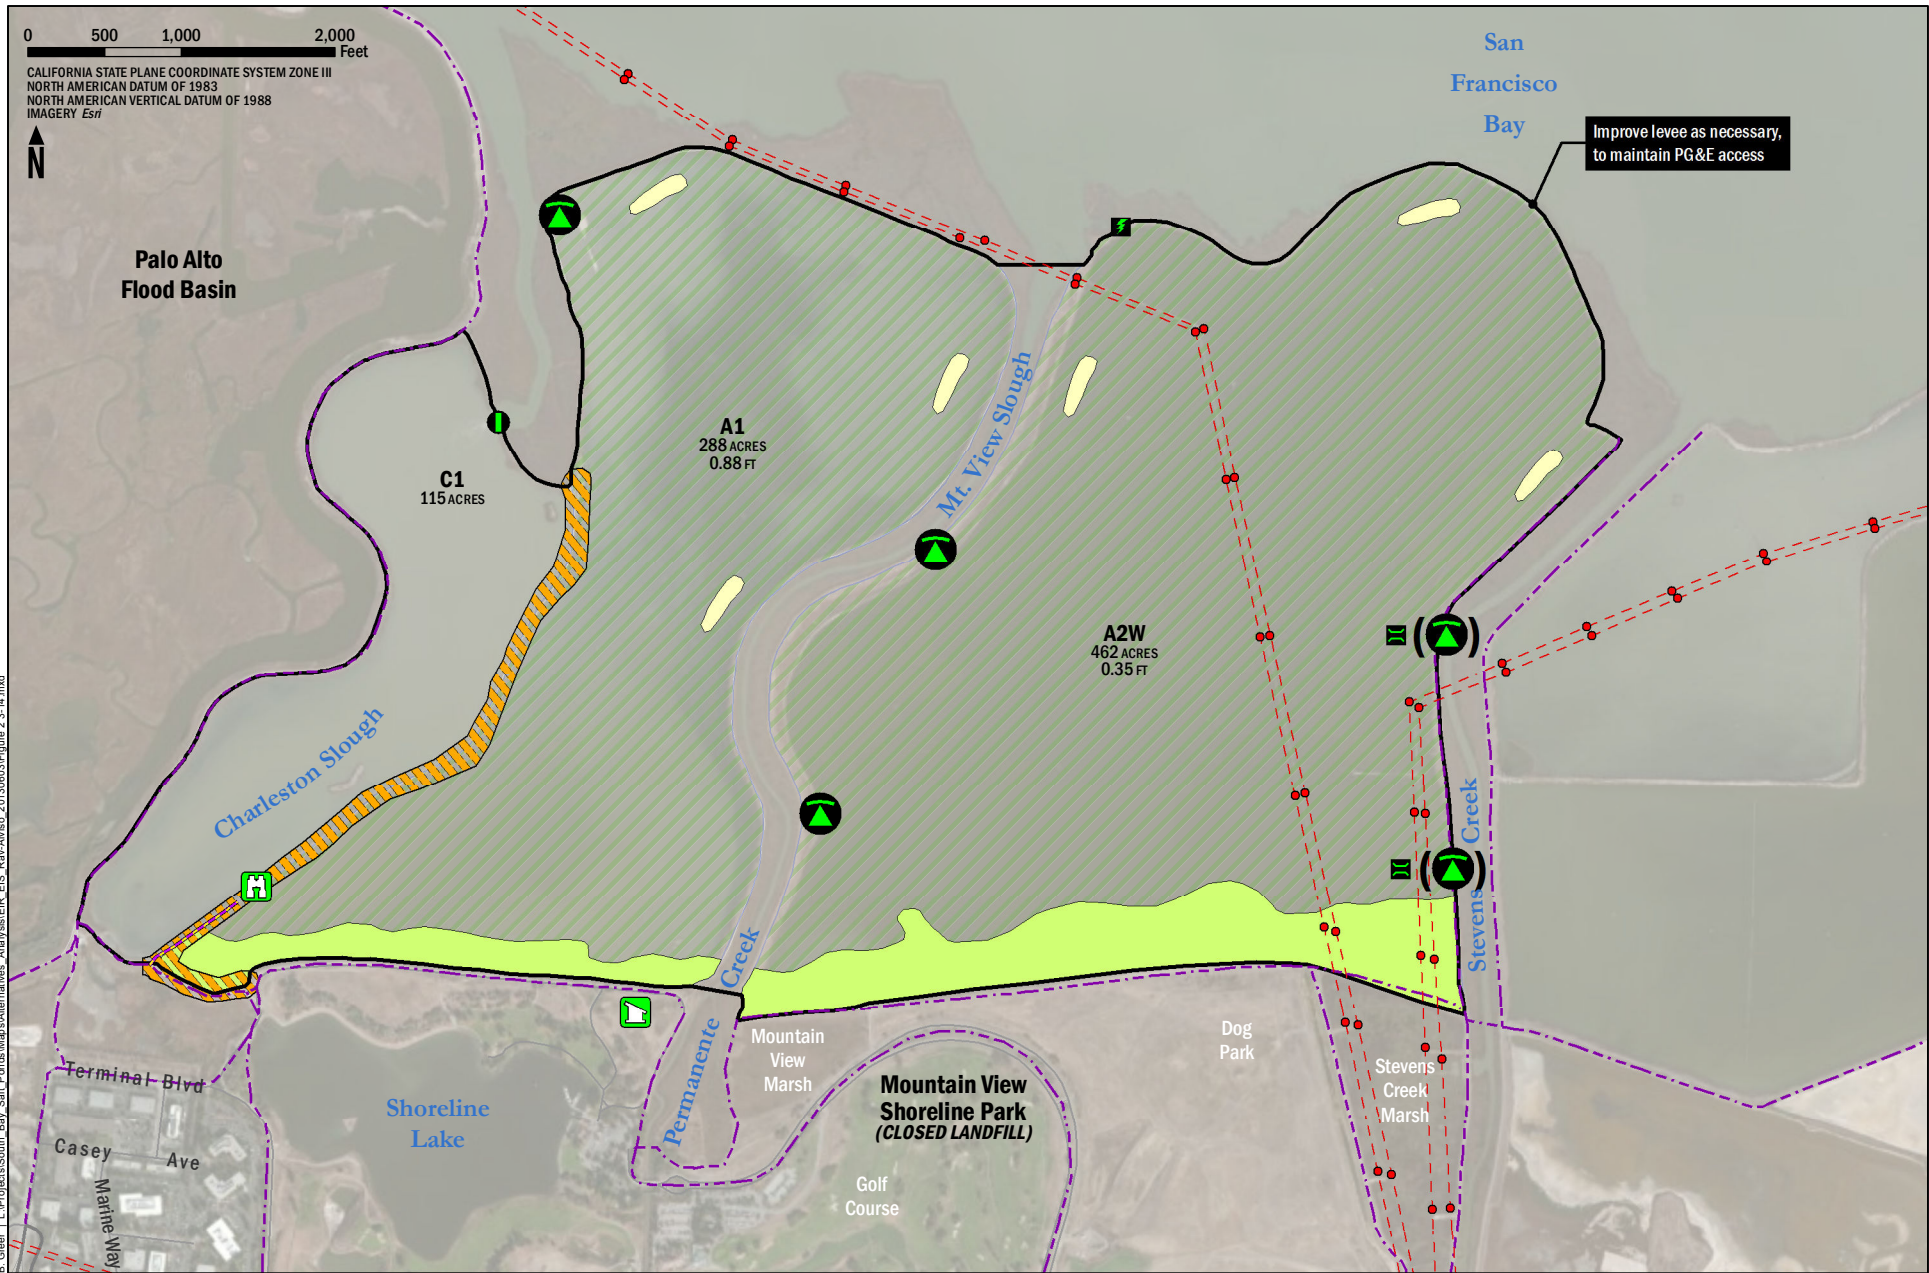 0 500 1,000 2,000
Feet
CALIFORNIA STATE PLANE COORDINATE SYSTEM ZONE III
NORTH AMERICAN DATUM OF 1983
NORTH AMERICAN VERTICAL DATUM OF 1988
IMAGERY Esri
N
San
Francisco
Bay
Improve levee as necessary,
to maintain PG&E access
Palo Alto
Flood Basin
A1
288 ACRES
0.88 FT
Mt. View Slough
C1
115 ACRES
A2W
462 ACRES
0.35 FT
Charleston Slough
Stevens Creek
Permanente Creek
Mountain
View
Marsh
Dog
Park
Stevens
Creek
Marsh
Mountain View
Shoreline Park
(CLOSED LANDFILL)
Shoreline
Lake
Terminal Blvd
Casey Ave
Marine Way
Golf
Course